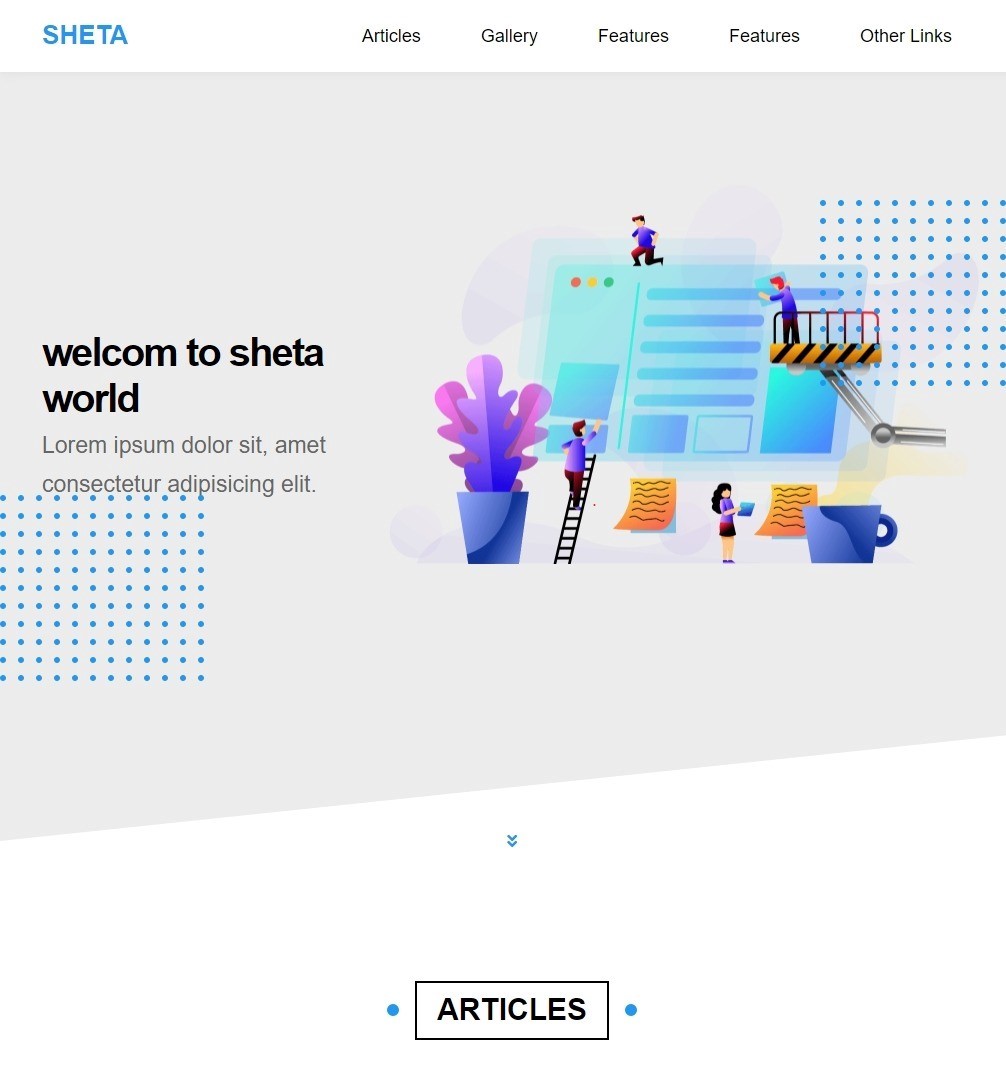 SHETA
Articles
Gallery
Features
Features
Other Links
welcom to sheta
world
Lorem ipsum dolor sit, amet
consectetur adipisicing elit.
ARTICLES